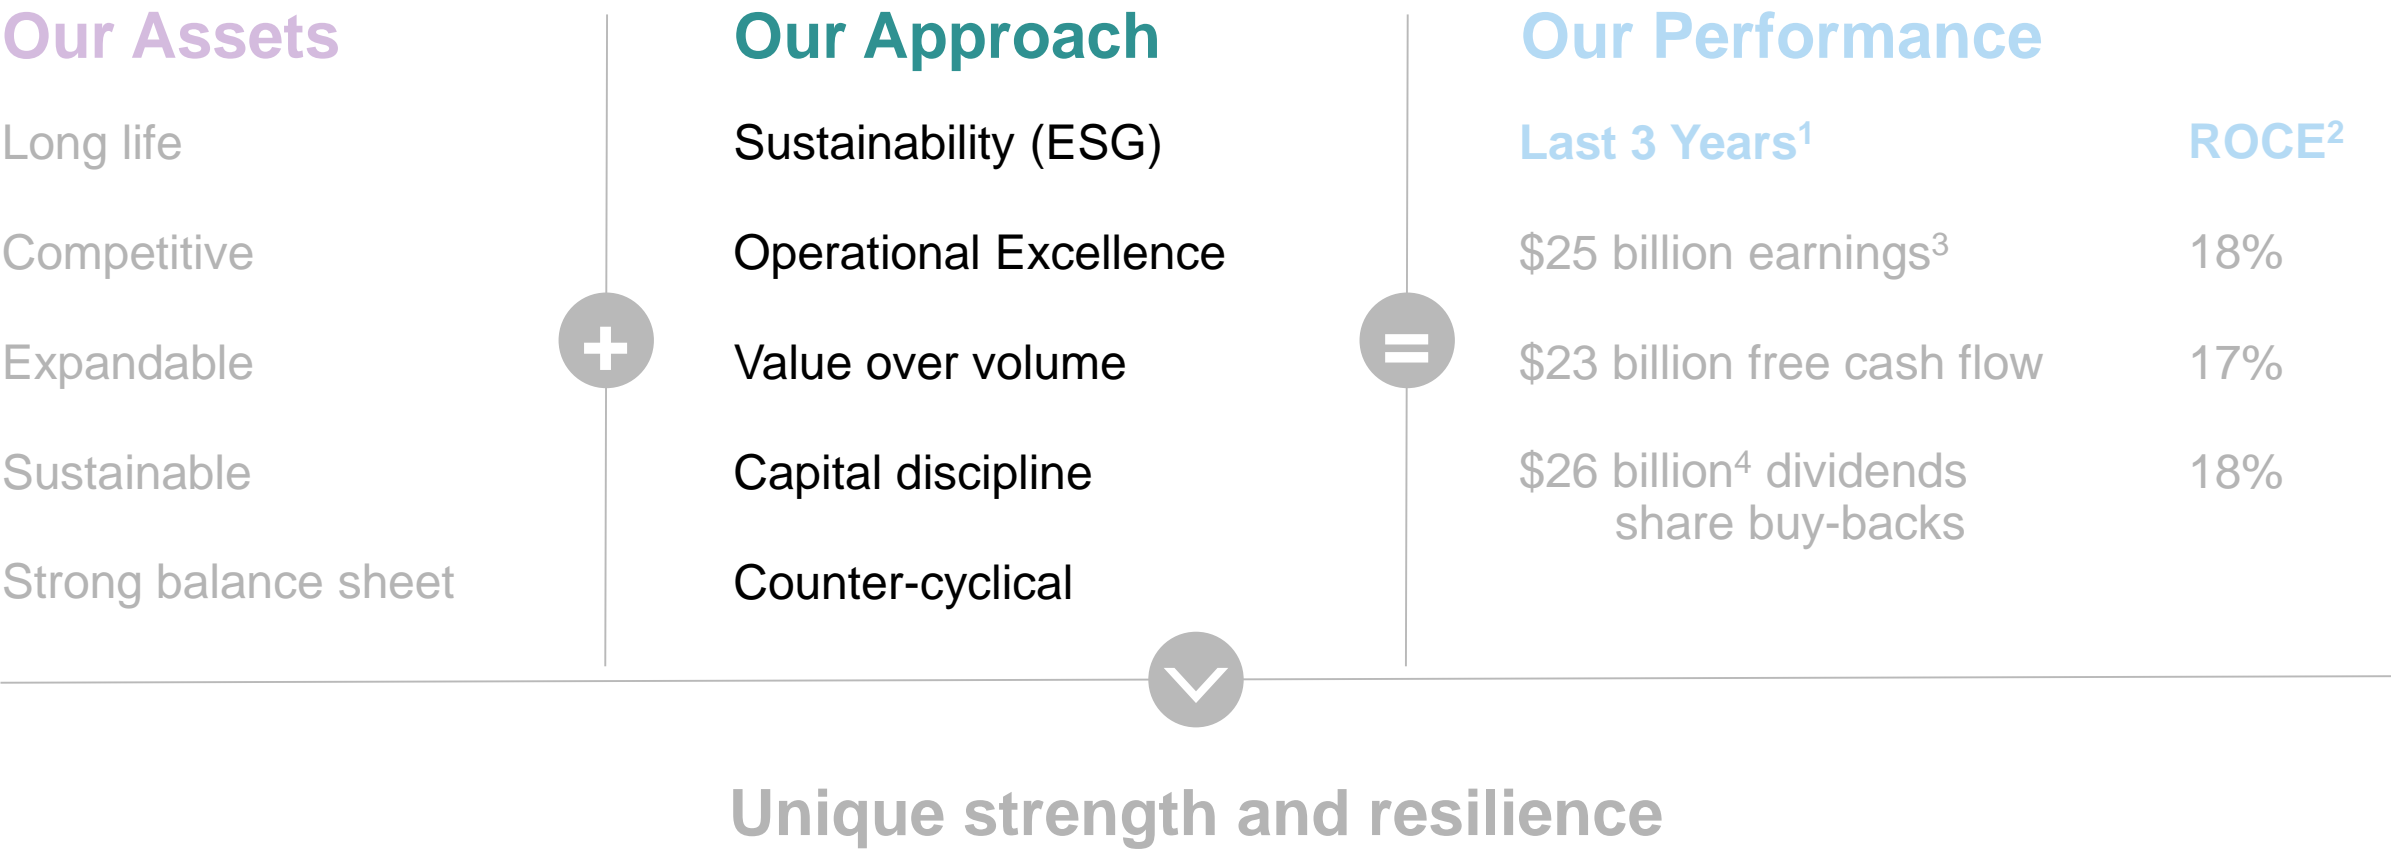 Our Assets
Long life
Competitive
Expandable
Sustainable
Strong balance sheet
+
Our Approach
Sustainability (ESG)
Operational Excellence
Value over volume
Capital discipline
Counter-cyclical
=
Our Performance
Last 3 Years¹ ROCE²
$25 billion earnings³ 18%
$23 billion free cash flow 17%
$26 billion⁴ dividends 18%
share buy-backs
Unique strength and resilience